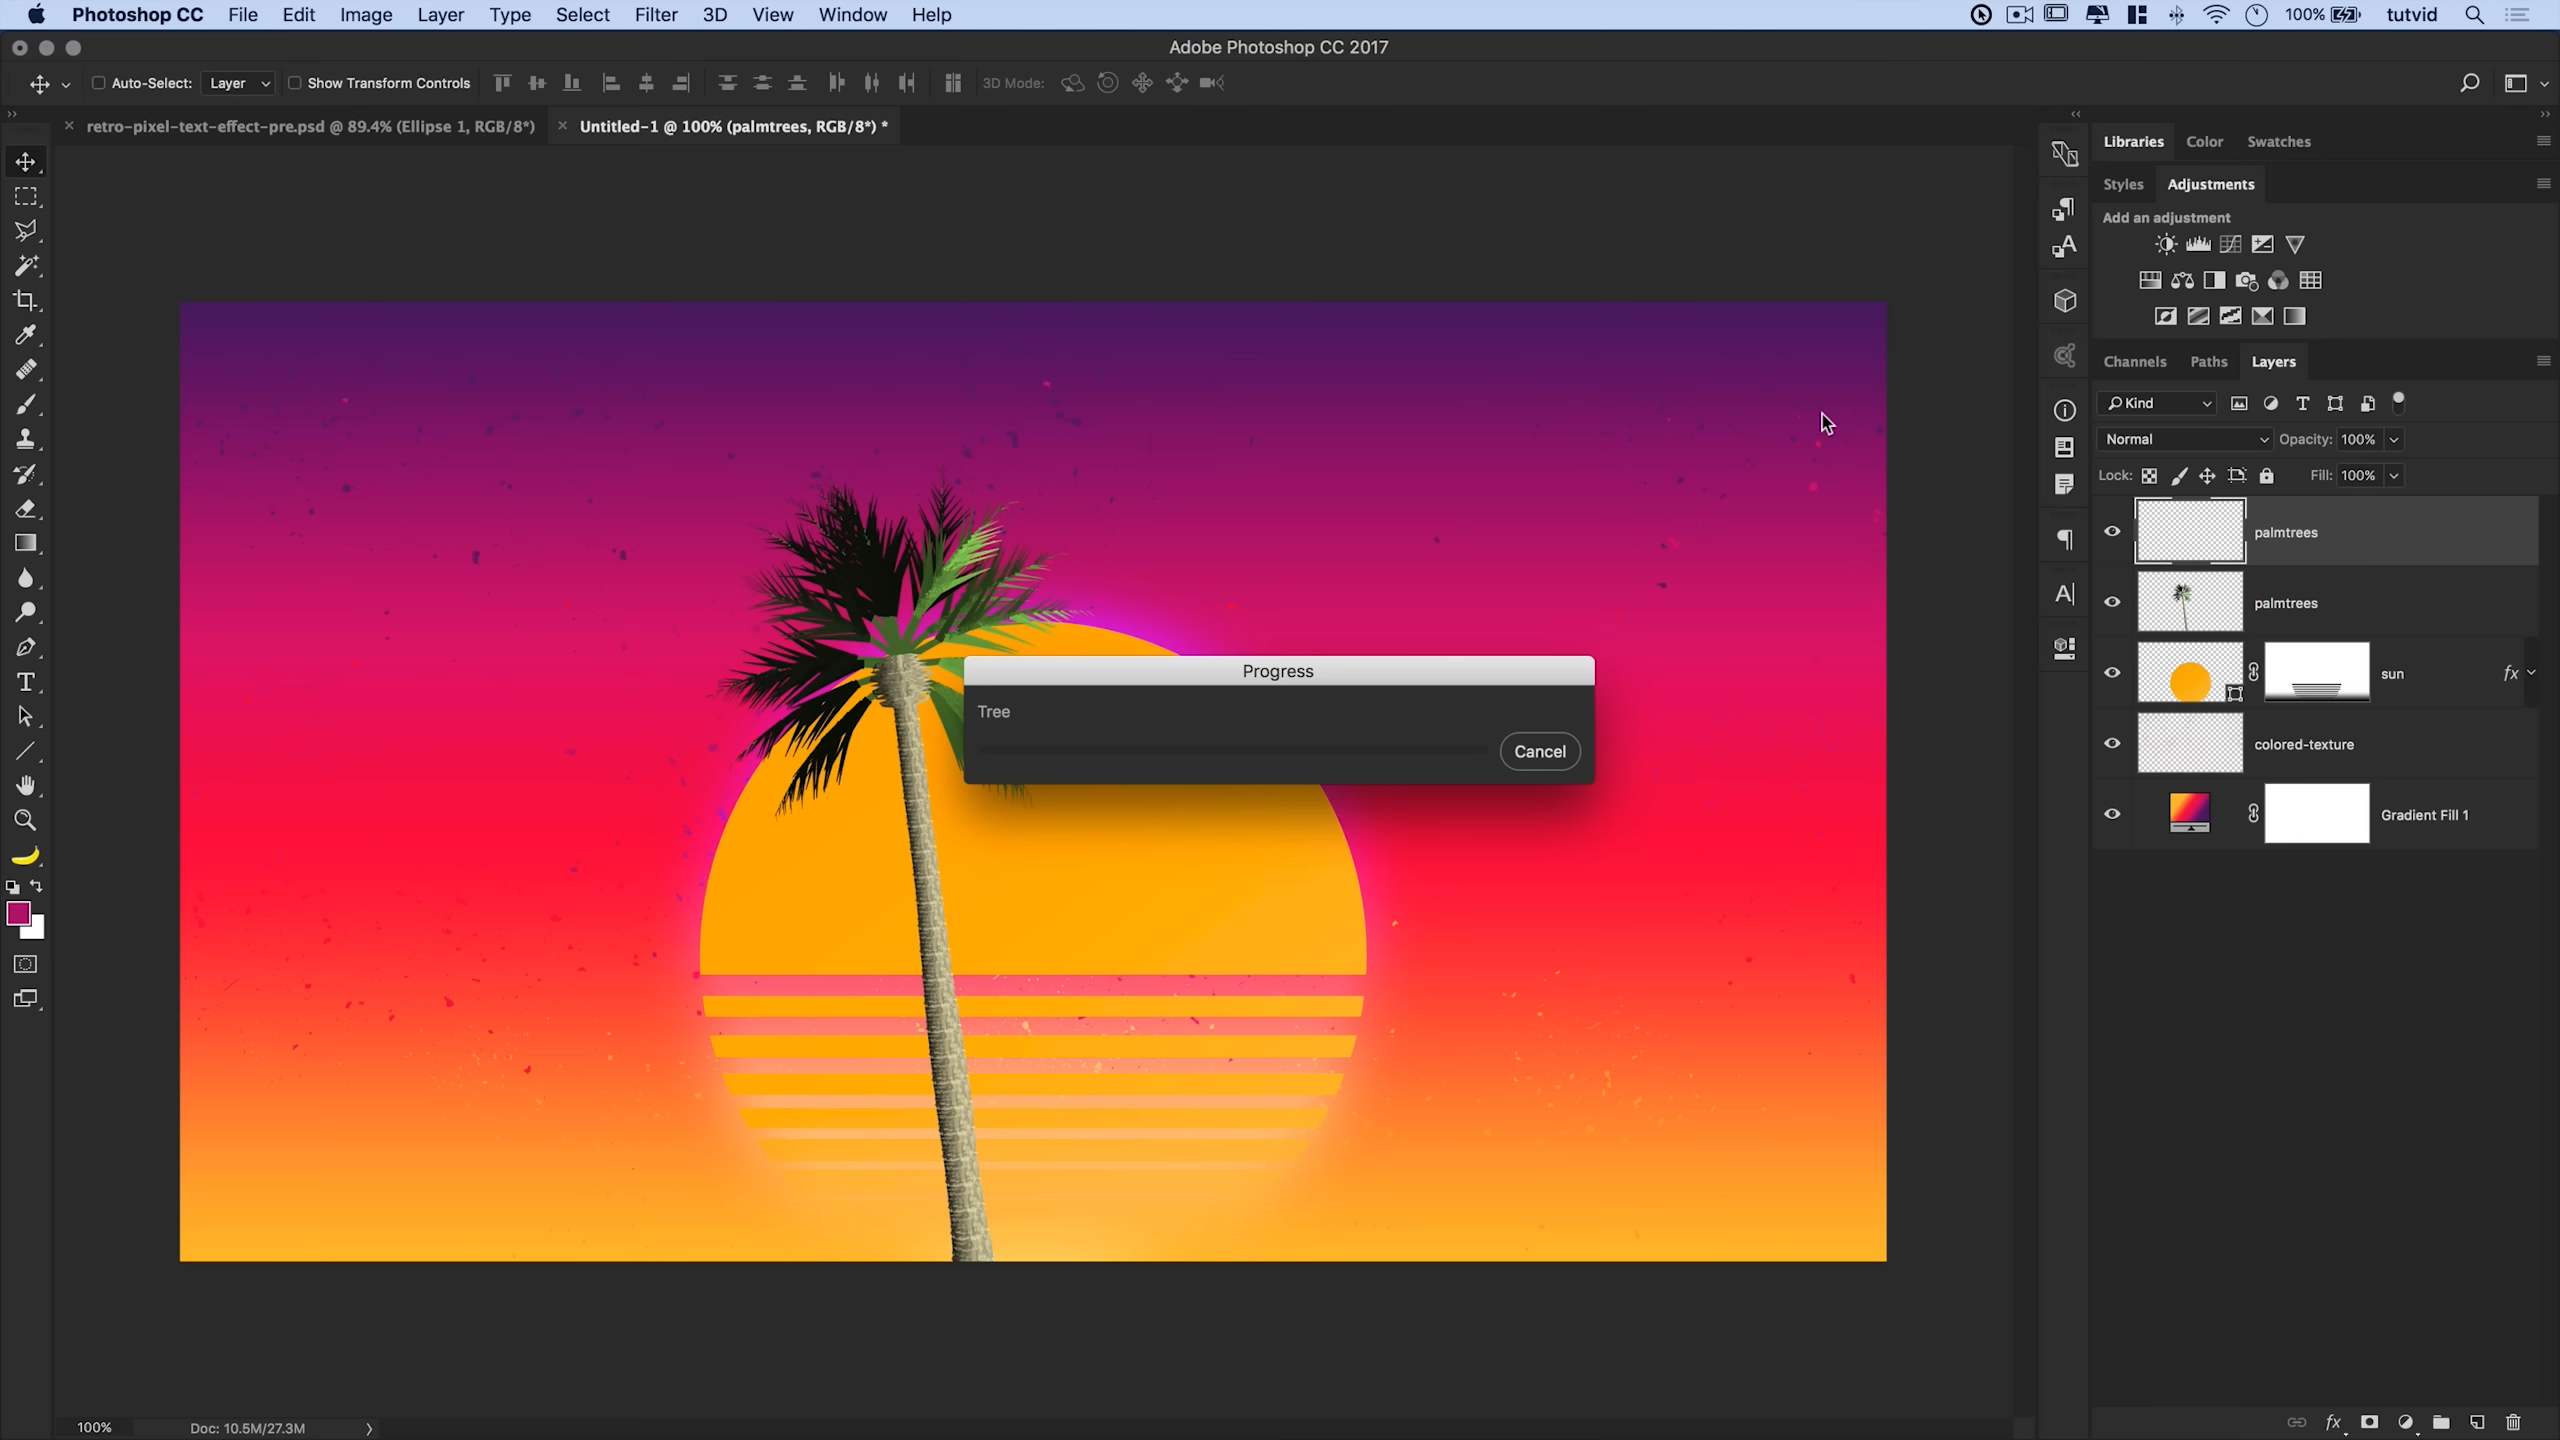 Photoshop CC File Edit Image Layer Type Select Filter 3D View Window Help 100% tutvid
Adobe Photoshop CC 2017
Auto-Select: Layer Show Transform Controls 3D Mode:
retro-pixel-text-effect-pre.psd @ 89.4% (Ellipse 1, RGB/8*) Untitled-1 @ 100% (palmtrees, RGB/8*) *
Libraries Color Swatches
Styles Adjustments
Add an adjustment
Channels Paths Layers
Kind
Normal Opacity: 100%
Lock: Fill: 100%
palmtrees
palmtrees
sun fx
colored-texture
Gradient Fill 1
Progress
Tree
Cancel
100% Doc: 10.5M/27.3M
fx